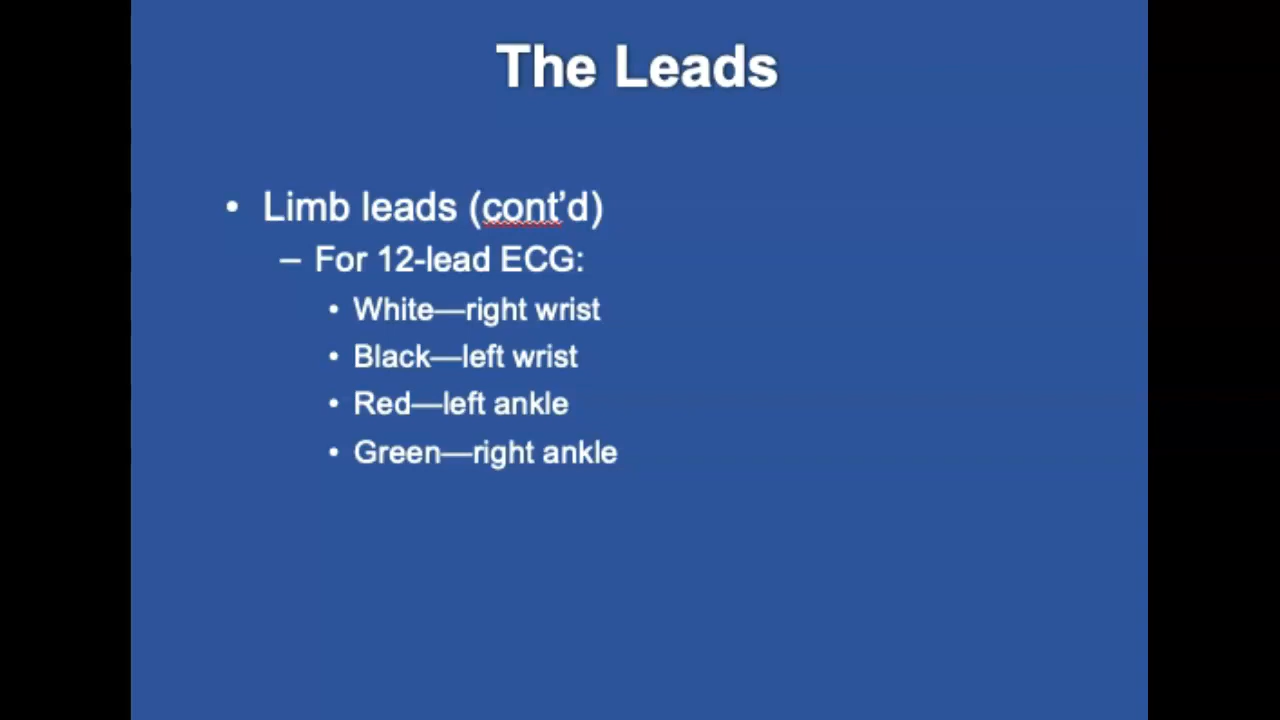 The Leads
• Limb leads (cont’d)
– For 12-lead ECG:
• White—right wrist
• Black—left wrist
• Red—left ankle
• Green—right ankle